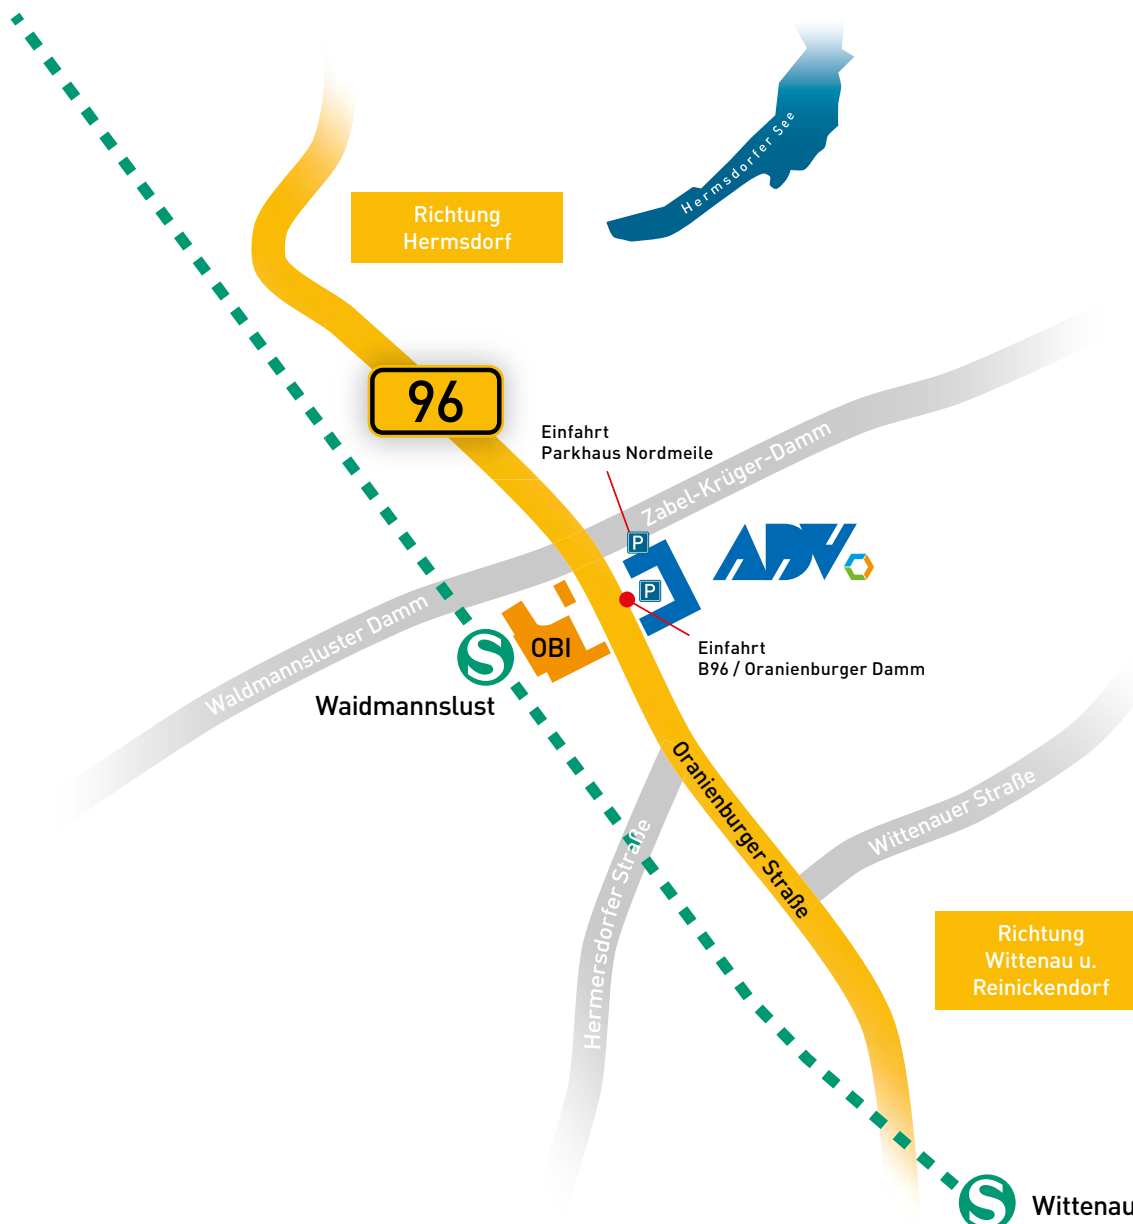 Hermsdorfer See
Richtung
Hermsdorf
96
Einfahrt
Parkhaus Nordmeile
Zabel-Krüger-Damm
P
ADV
P
Waldmannsluster Damm
OBI
S
Einfahrt
B96 / Oranienburger Damm
Waidmannslust
Oranienburger Straße
Wittenauer Straße
Hermersdorfer Straße
Richtung
Wittenau u.
Reinickendorf
S
Wittenau